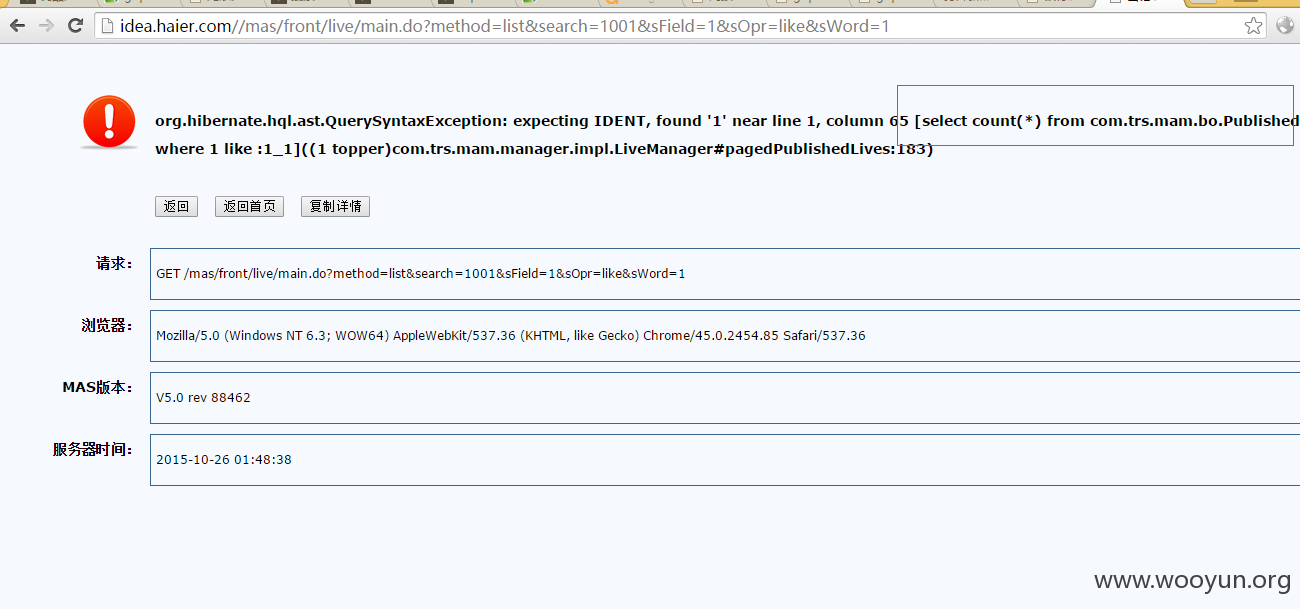 idea.haier.com//mas/front/live/main.do?method=list&search=1001&sField=1&sOpr=like&sWord=1
org.hibernate.hql.ast.QuerySyntaxException: expecting IDENT, found '1' near line 1, column 65 [select count(*) from com.trs.mam.bo.Published
where 1 like :1_1]((1 topper)com.trs.mam.manager.impl.LiveManager#pagedPublishedLives:183)
返回 返回首页 复制详情
请求: GET /mas/front/live/main.do?method=list&search=1001&sField=1&sOpr=like&sWord=1
浏览器: Mozilla/5.0 (Windows NT 6.3; WOW64) AppleWebKit/537.36 (KHTML, like Gecko) Chrome/45.0.2454.85 Safari/537.36
MAS版本: V5.0 rev 88462
服务器时间: 2015-10-26 01:48:38
www.wooyun.org